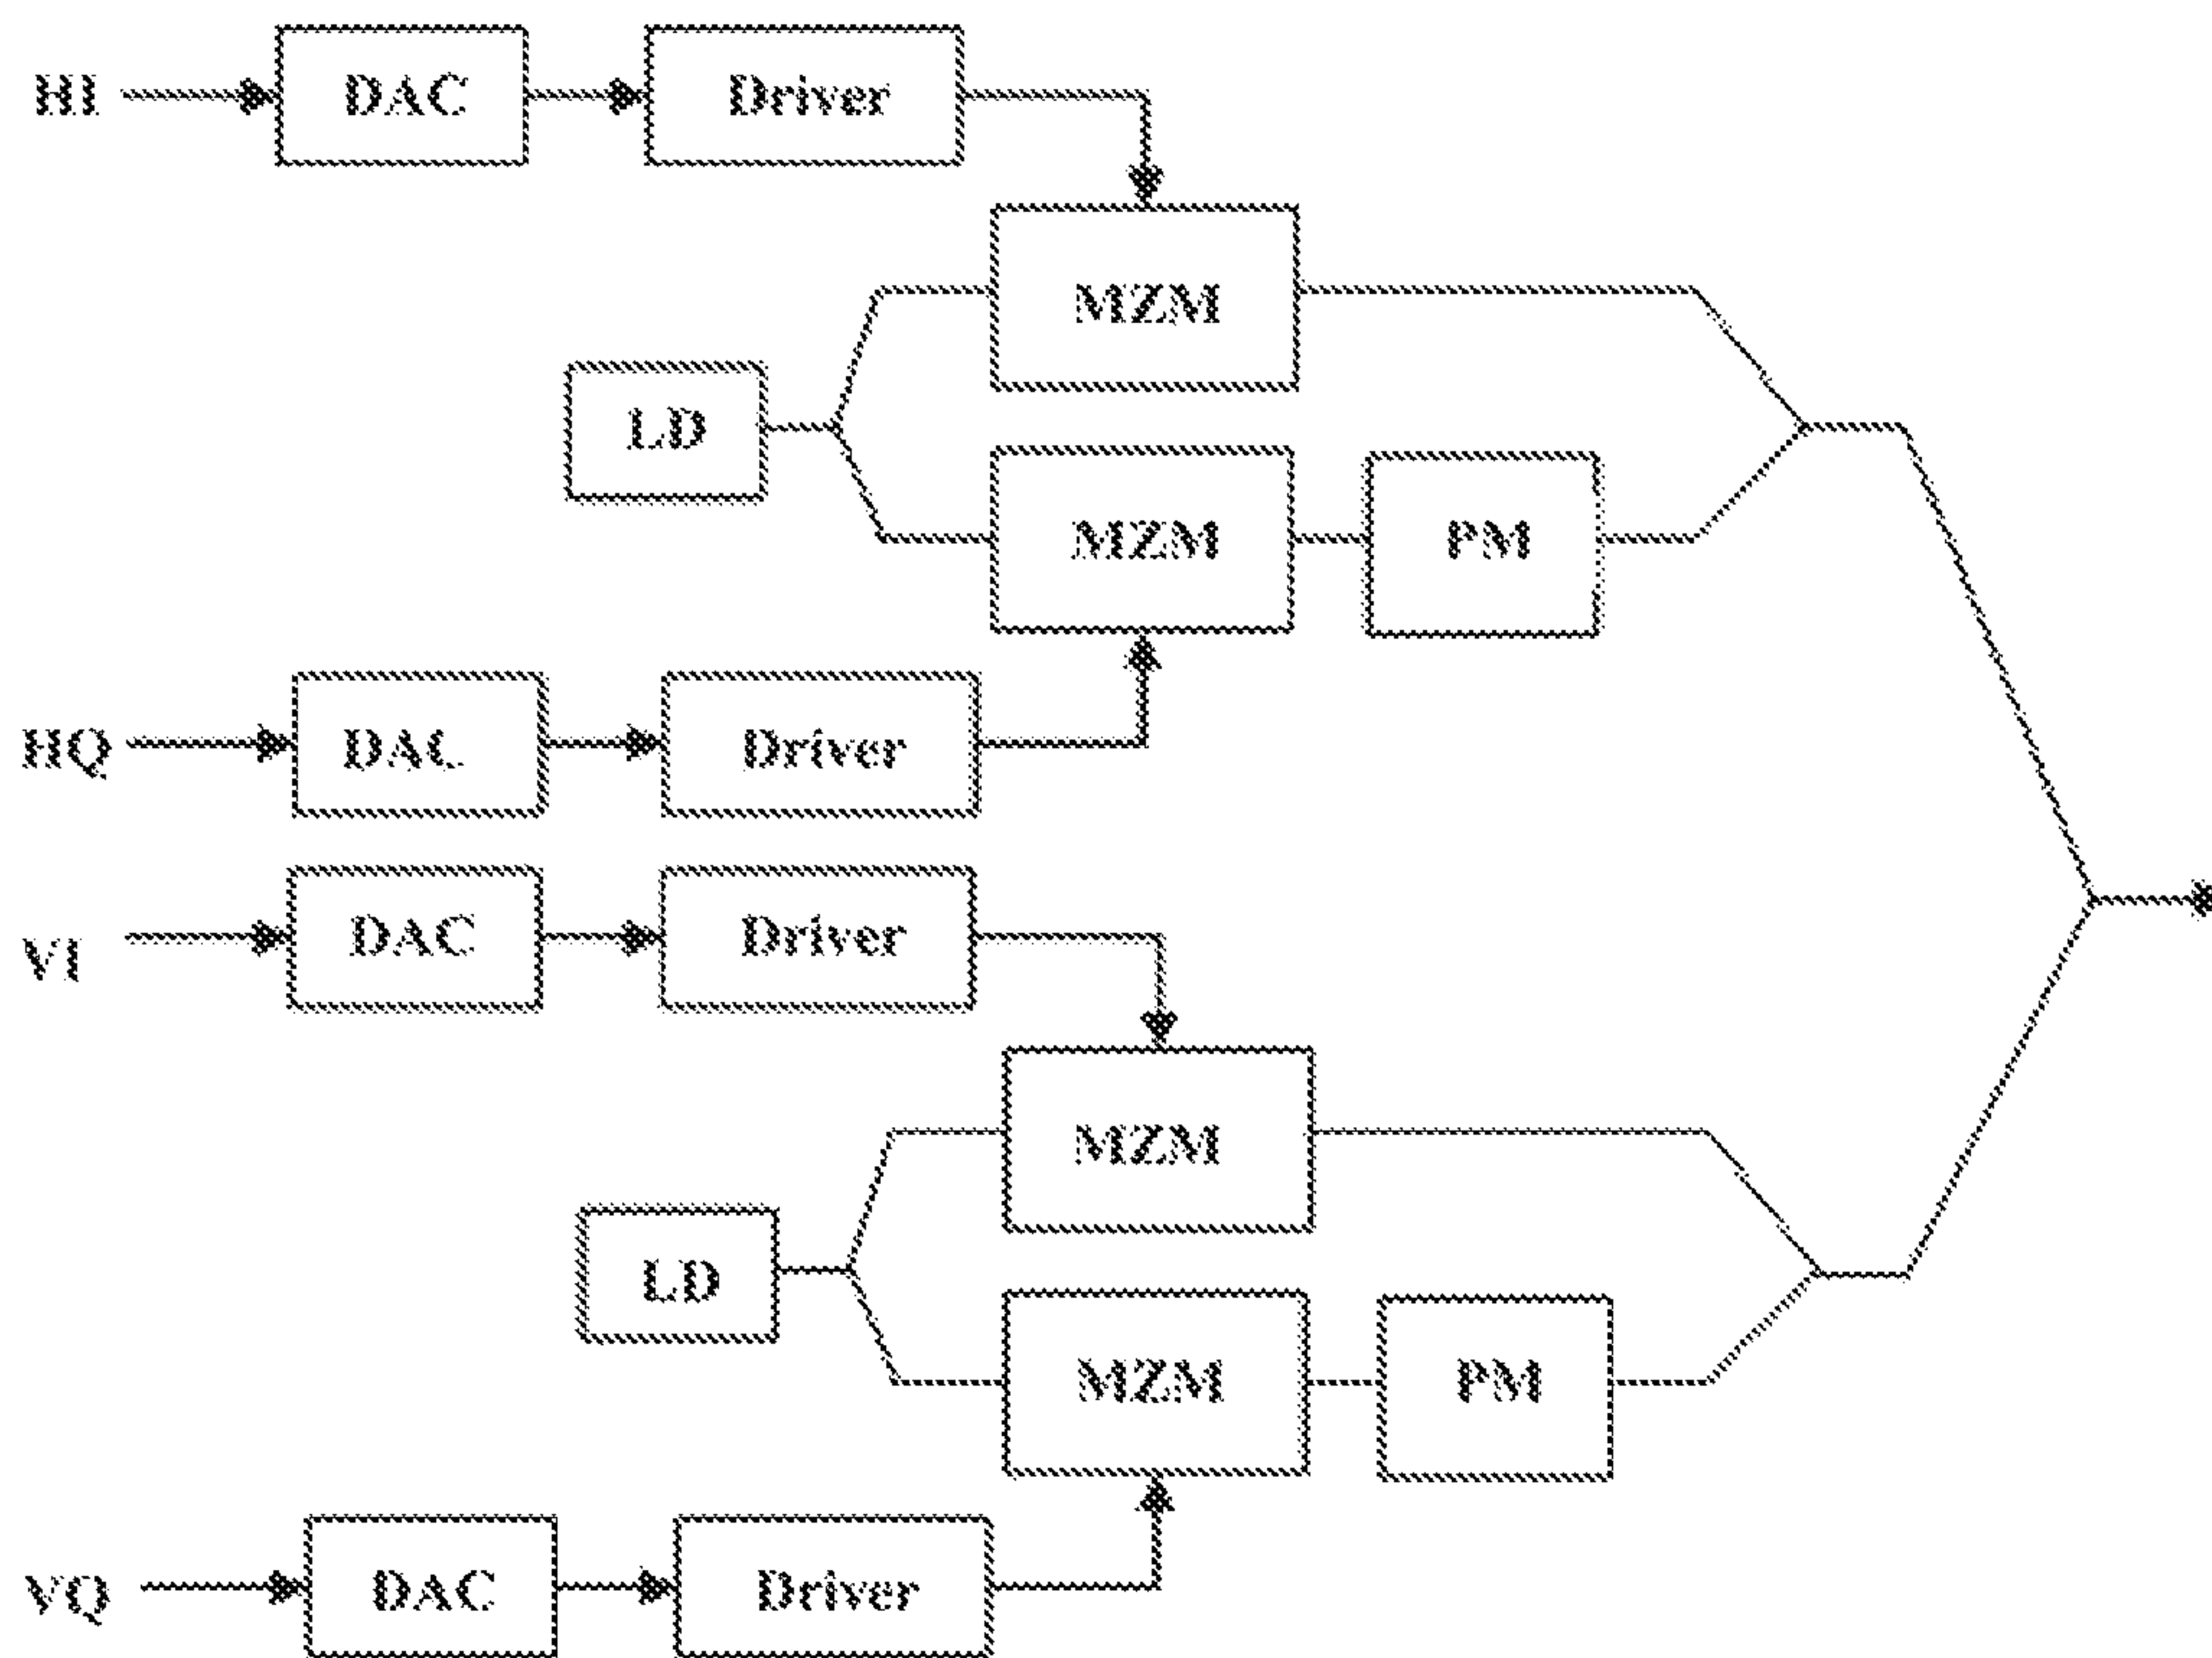 HI DAC Driver
MZM
LD
MZM PM
HQ DAC Driver
VI DAC Driver
MZM
LD
MZM PM
VQ DAC Driver